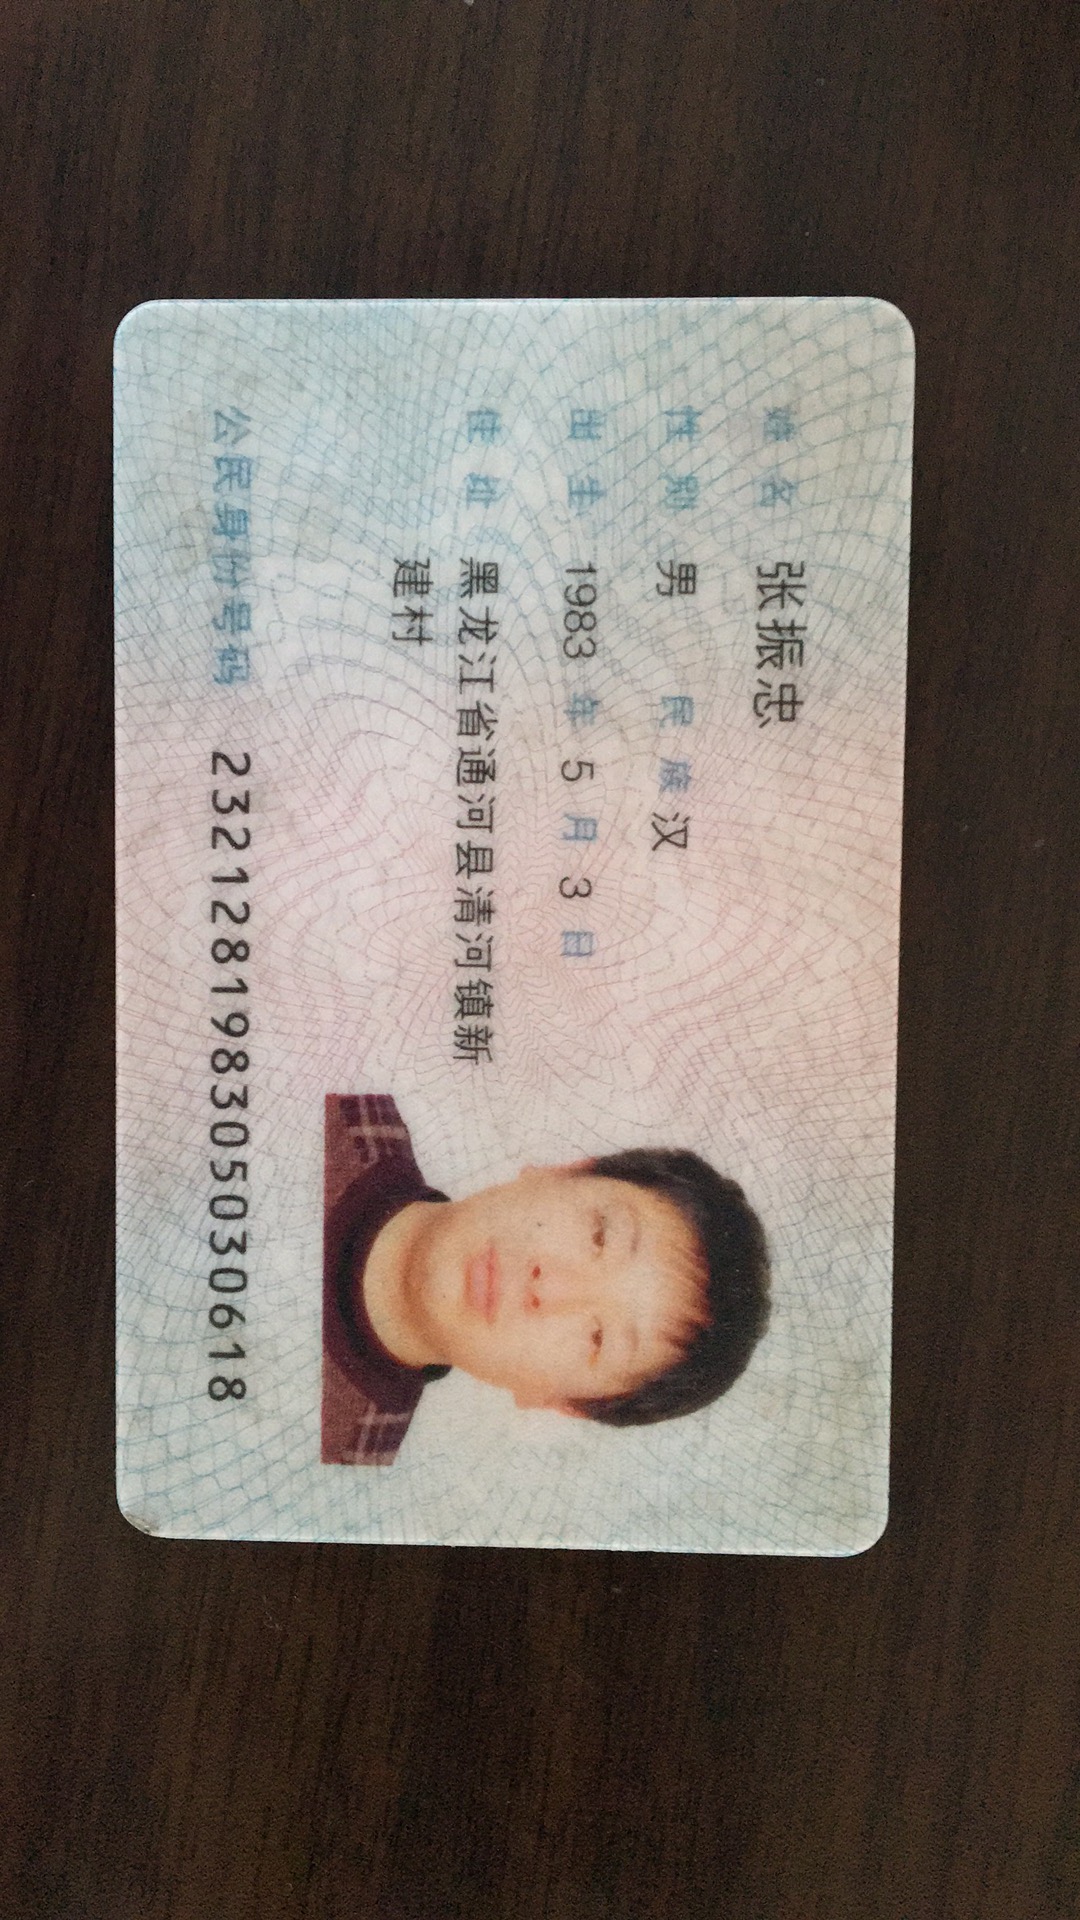 姓名 张振忠
性别 男 民族 汉
出生 1983 年 5 月 3 日
住址 黑龙江省通河县清河镇新
建村
公民身份号码 232128198305030618